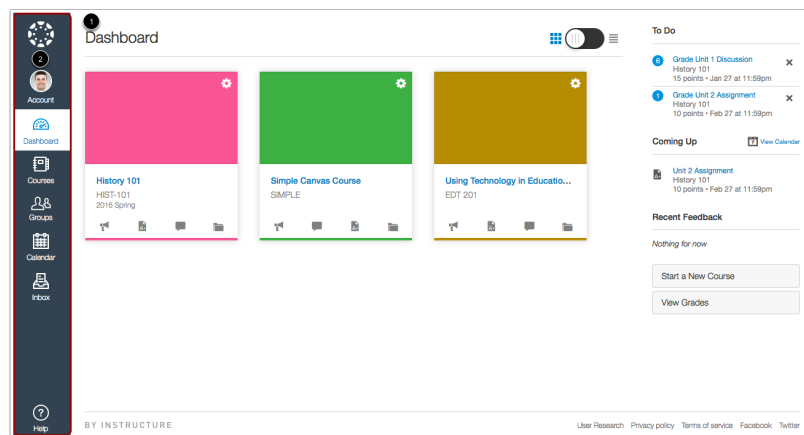 1
Dashboard
2
Account
Dashboard
Courses
Groups
Calendar
Inbox
?
Help
History 101
HIST-101
2016 Spring
Simple Canvas Course
SIMPLE
Using Technology in Educatio...
EDT 201
To Do
6
Grade Unit 1 Discussion
History 101
15 points • Jan 27 at 11:59pm
1
Grade Unit 2 Assignment
History 101
10 points • Feb 27 at 11:59pm
Coming Up
7 View Calendar
Unit 2 Assignment
History 101
10 points • Feb 27 at 11:59pm
Recent Feedback
Nothing for now
Start a New Course
View Grades
BY INSTRUCTURE
User Research Privacy policy Terms of service Facebook Twitter